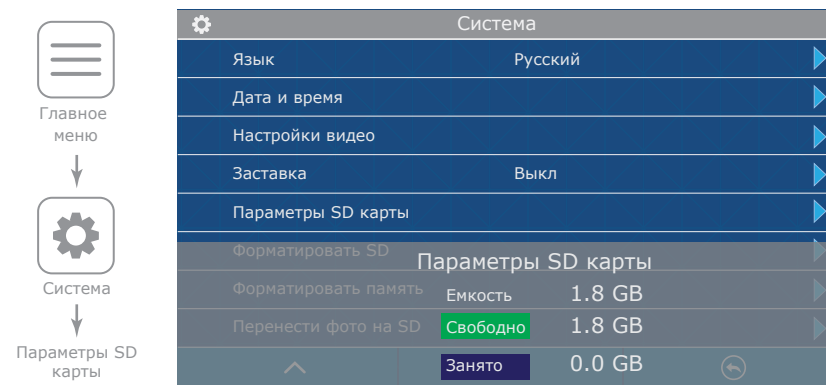 Главное
меню
Система
Параметры SD
карты
Система
Язык Русский
Дата и время
Настройки видео
Заставка Выкл
Параметры SD карты
Форматировать SD
Форматировать память
Перенести фото на SD
Параметры SD карты
Емкость 1.8 GB
Свободно 1.8 GB
Занято 0.0 GB